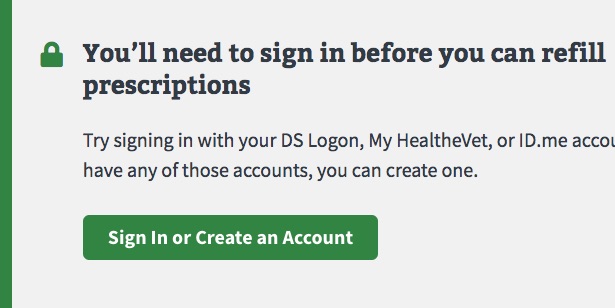 You’ll need to sign in before you can refill
prescriptions
Try signing in with your DS Logon, My HealtheVet, or ID.me
have any of those accounts, you can create one.
Sign In or Create an Account